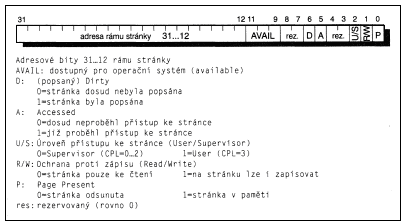 31 12 11 9 8 7 6 5 4 3 2 1 0
adresa rámu stránky 31...12 AVAIL rez. D A rez. U/S R/W P
Adresové bity 31..12 rámu stránky
AVAIL: dostupný pro operační systém (available)
D: (popsaný) Dirty
0=stránka dosud nebyla popsána
1=stránka byla popsána
A: Accessed
0=dosud neproběhl přístup ke stránce
1=již proběhl přístup ke stránce
U/S: Úroveň přístupu ke stránce (User/Supervisor)
0=Supervisor (CPL=0..2) 1=User (CPL=3)
R/W: Ochrana proti zápisu (Read/Write)
0=stránka pouze ke čtení 1=na stránku lze i zapisovat
P: Page Present
0=stránka odsunuta 1=stránka v paměti
res: rezervovaný (rovno 0)